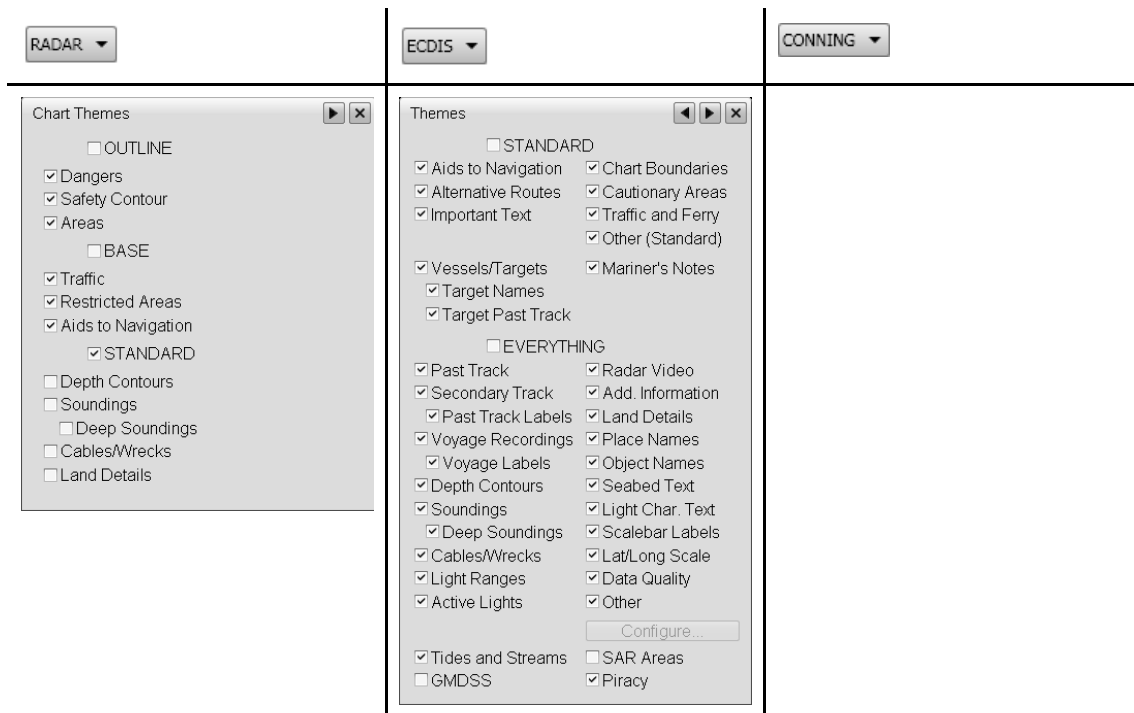 RADAR
ECDIS
CONNING
Chart Themes
OUTLINE
Dangers
Safety Contour
Areas
BASE
Traffic
Restricted Areas
Aids to Navigation
STANDARD
Depth Contours
Soundings
Deep Soundings
Cables/Wrecks
Land Details
Themes
STANDARD
Aids to Navigation Chart Boundaries
Alternative Routes Cautionary Areas
Important Text Traffic and Ferry
Other (Standard)
Vessels/Targets Mariner's Notes
Target Names
Target Past Track
EVERYTHING
Past Track Radar Video
Secondary Track Add. Information
Past Track Labels Land Details
Voyage Recordings Place Names
Voyage Labels Object Names
Depth Contours Seabed Text
Soundings Light Char. Text
Deep Soundings Scalebar Labels
Cables/Wrecks Lat/Long Scale
Light Ranges Data Quality
Active Lights Other
Configure...
Tides and Streams SAR Areas
GMDSS Piracy